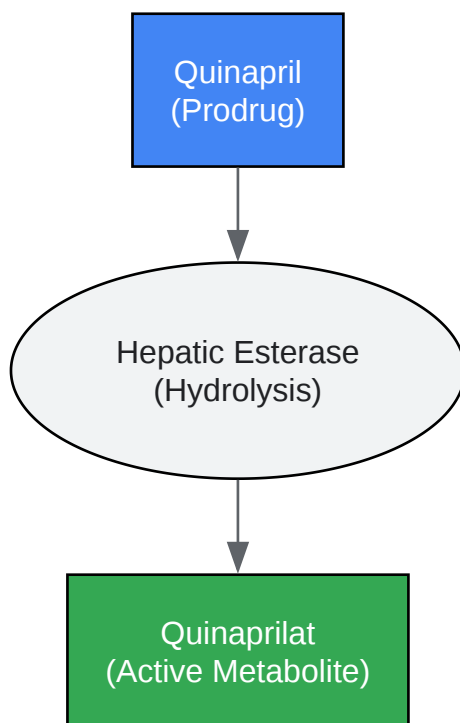 Quinapril
(Prodrug)
Hepatic Esterase
(Hydrolysis)
Quinaprilat
(Active Metabolite)